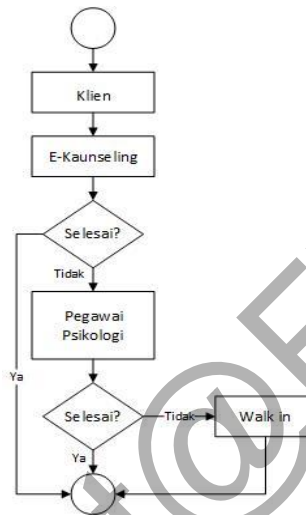 Klien
E-Kaunseling
Selesai?
Tidak
Pegawai
Psikologi
Ya
Selesai?
Tidak
Walk in
Ya